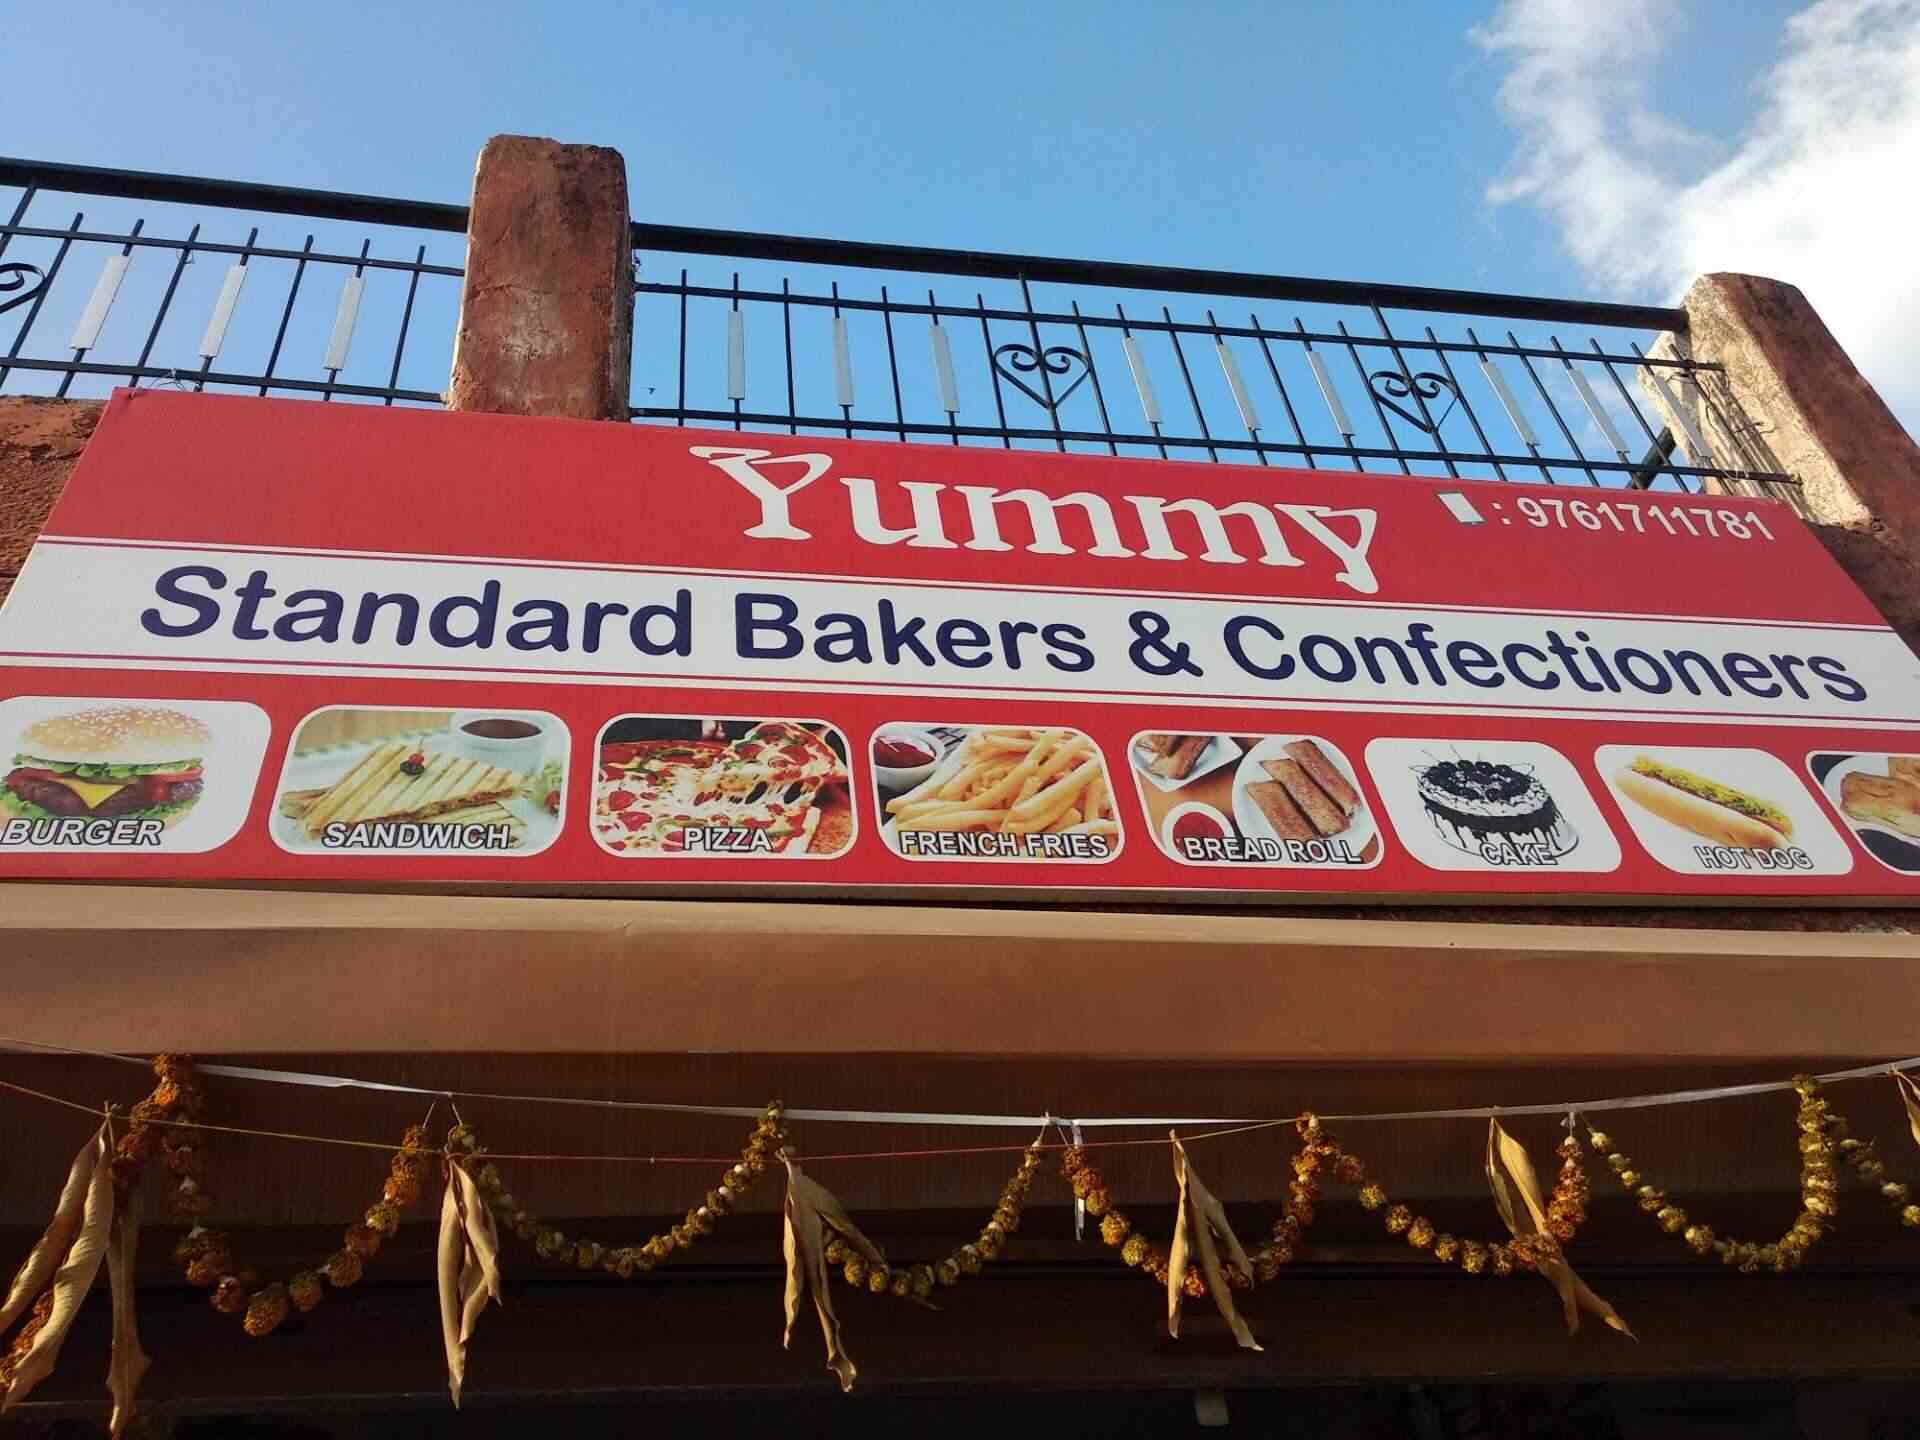 Yummy
: 9761711781
Standard Bakers & Confectioners
BURGER
SANDWICH
PIZZA
FRENCH FRIES
BREAD ROLL
CAKE
HOT DOG